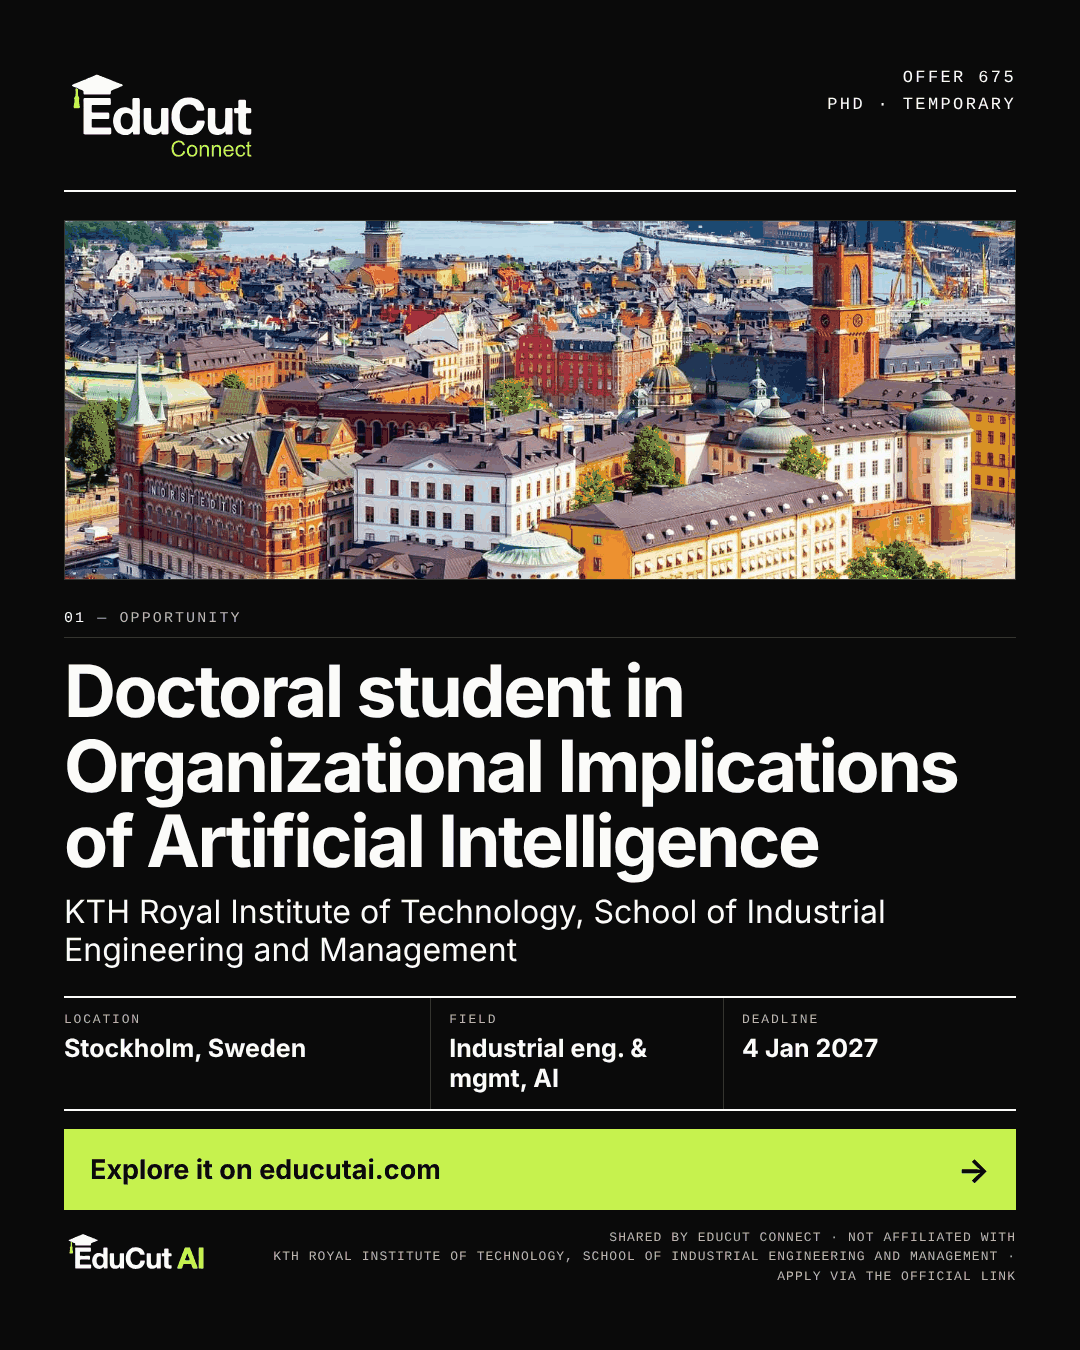 EduCut
Connect
OFFER 675
PHD · TEMPORARY
NORSTEDTS
01 — OPPORTUNITY
Doctoral student in
Organizational Implications
of Artificial Intelligence
KTH Royal Institute of Technology, School of Industrial
Engineering and Management
LOCATION
Stockholm, Sweden
FIELD
Industrial eng. &
mgmt, AI
DEADLINE
4 Jan 2027
Explore it on educutai.com →
EduCut AI
SHARED BY EDUCUT CONNECT · NOT AFFILIATED WITH
KTH ROYAL INSTITUTE OF TECHNOLOGY, SCHOOL OF INDUSTRIAL ENGINEERING AND MANAGEMENT ·
APPLY VIA THE OFFICIAL LINK